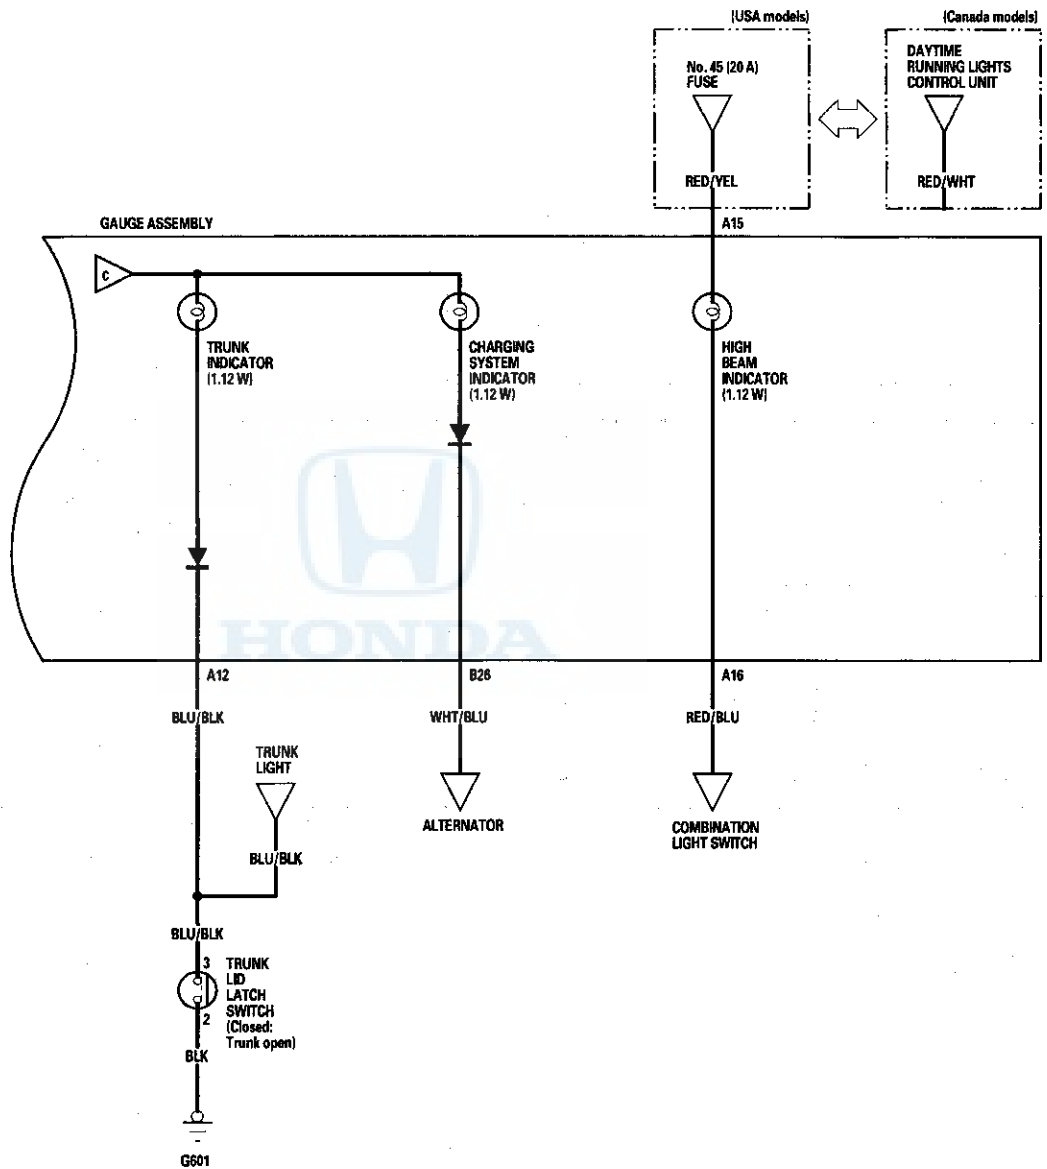 (USA models)
(Canada models)
No. 45 (20 A)
FUSE
DAYTIME
RUNNING LIGHTS
CONTROL UNIT
RED/YEL
RED/WHT
GAUGE ASSEMBLY
A15
C
TRUNK
INDICATOR
(1.12 W)
CHARGING
SYSTEM
INDICATOR
(1.12 W)
HIGH
BEAM
INDICATOR
(1.12 W)
HONDA
A12
B26
A16
BLU/BLK
WHT/BLU
RED/BLU
TRUNK
LIGHT
ALTERNATOR
COMBINATION
LIGHT SWITCH
BLU/BLK
BLU/BLK
3
TRUNK
LID
LATCH
SWITCH
(Closed:
Trunk open)
2
BLK
G601